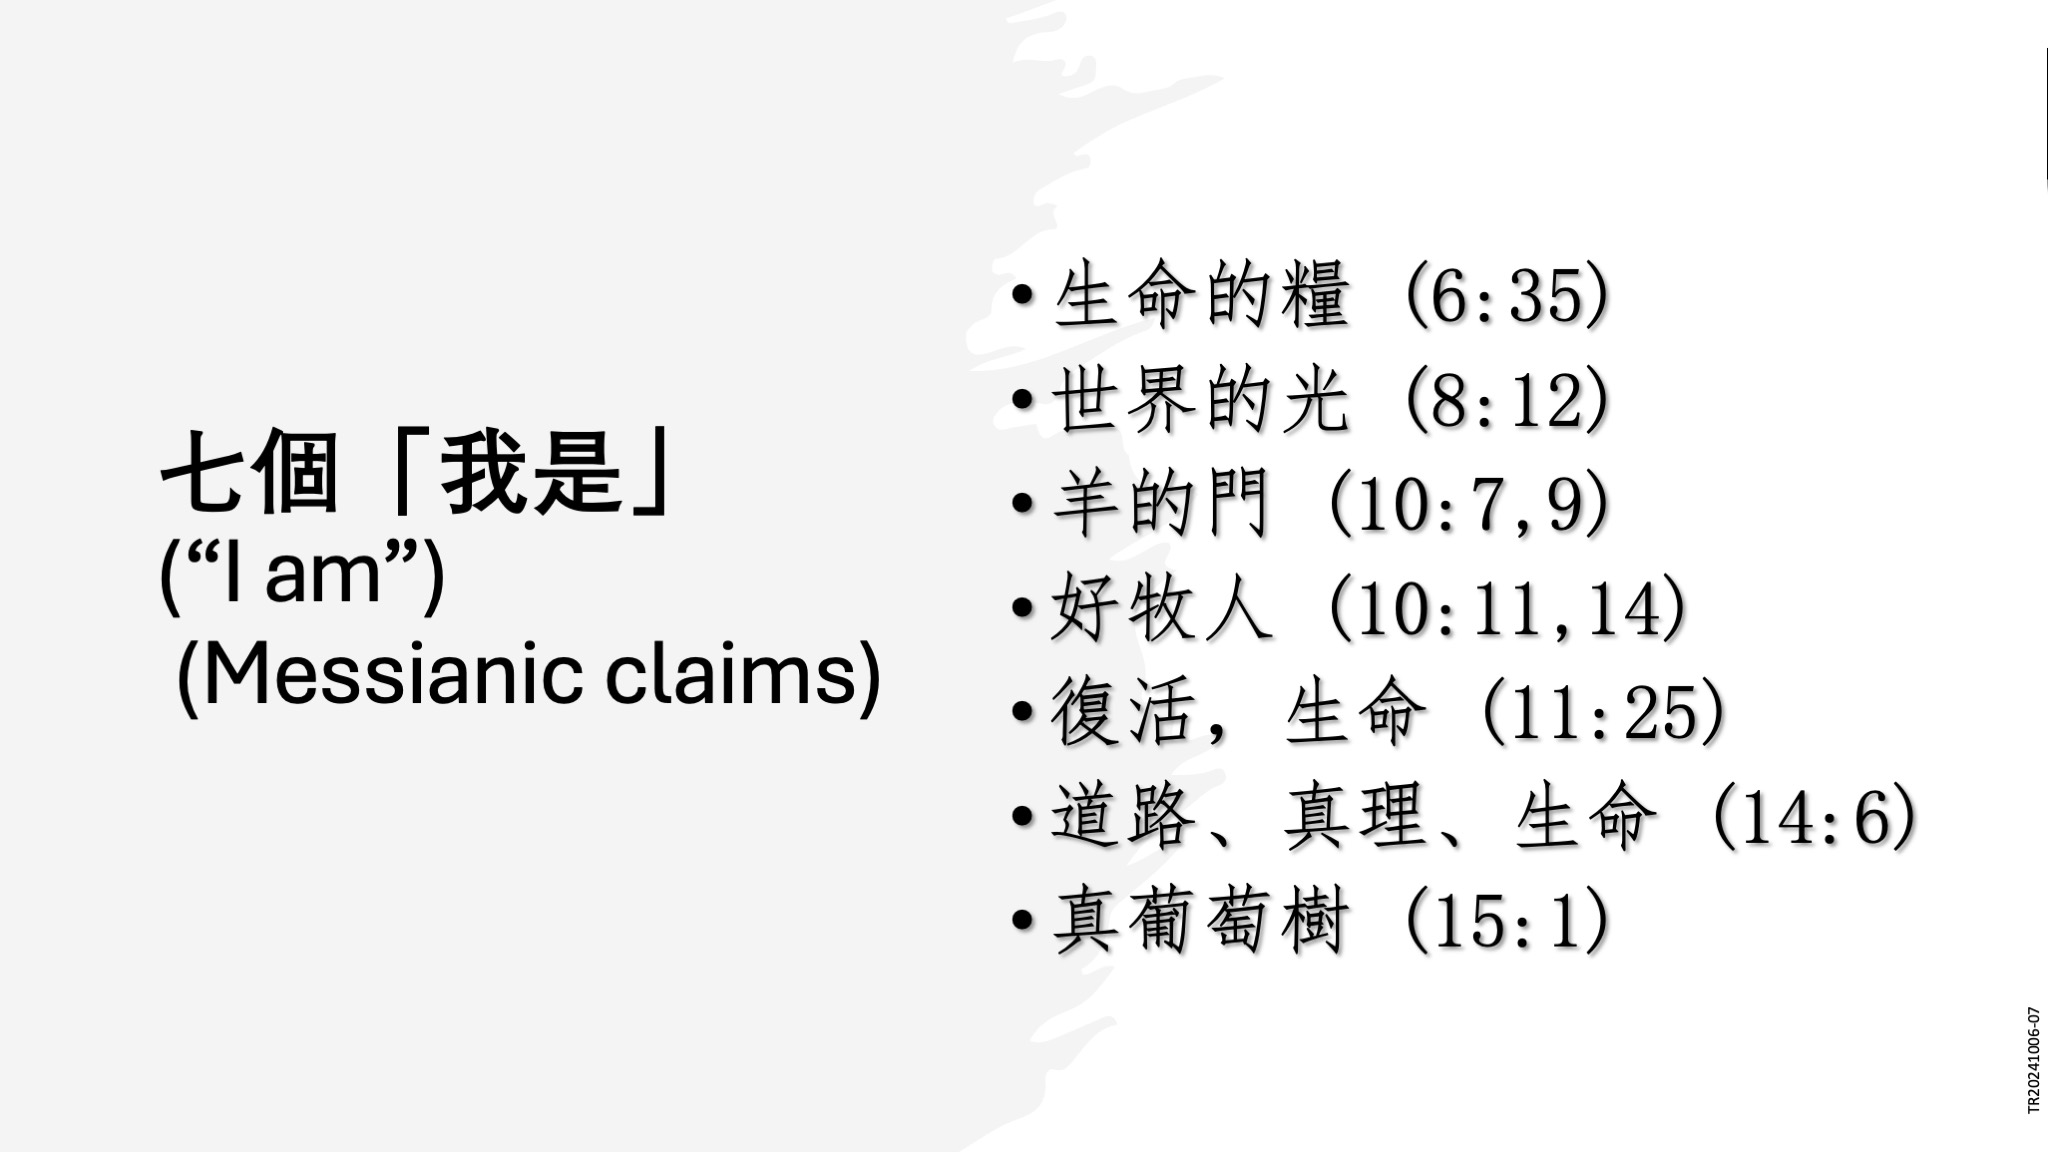 七個「我是」
(“I am”)
(Messianic claims)
•生命的糧 (6:35)
•世界的光 (8:12)
•羊的門 (10:7,9)
•好牧人 (10:11,14)
•復活，生命 (11:25)
•道路、真理、生命 (14:6)
•真葡萄樹 (15:1)
TR20241006-07